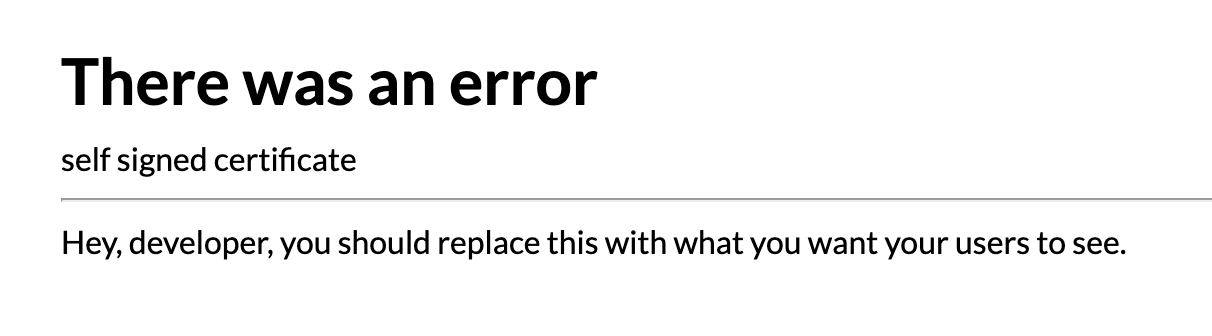 There was an error
self signed certificate
Hey, developer, you should replace this with what you want your users to see.